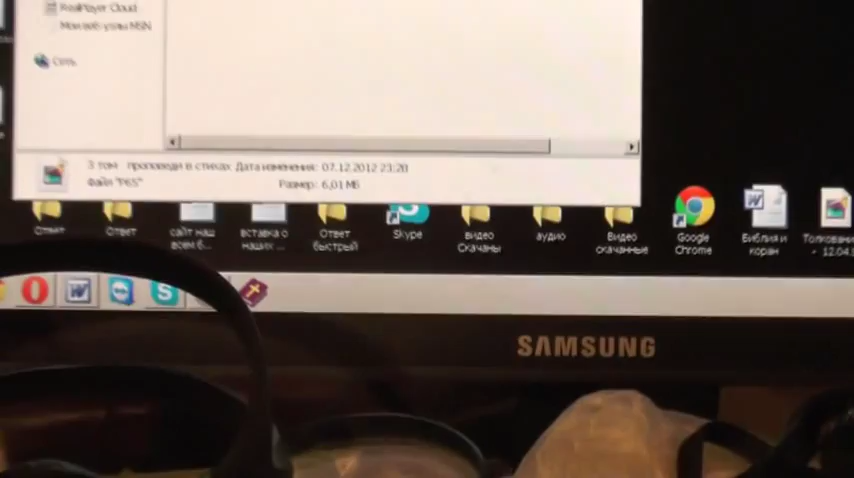 RealPlayer Cloud
Мои веб-узлы MSN
Сеть
3 том проповеди в стихах Дата изменения: 07.12.2012 23:20
Файл "P65" Размер: 6,01 МБ
Ответ
Ответ
сайт наш всем б...
вставка о наших ...
Ответ быстрый
Skype
видео Скачаны
аудио
Видео скачанные
Google Chrome
Библия и коран
SAMSUNG